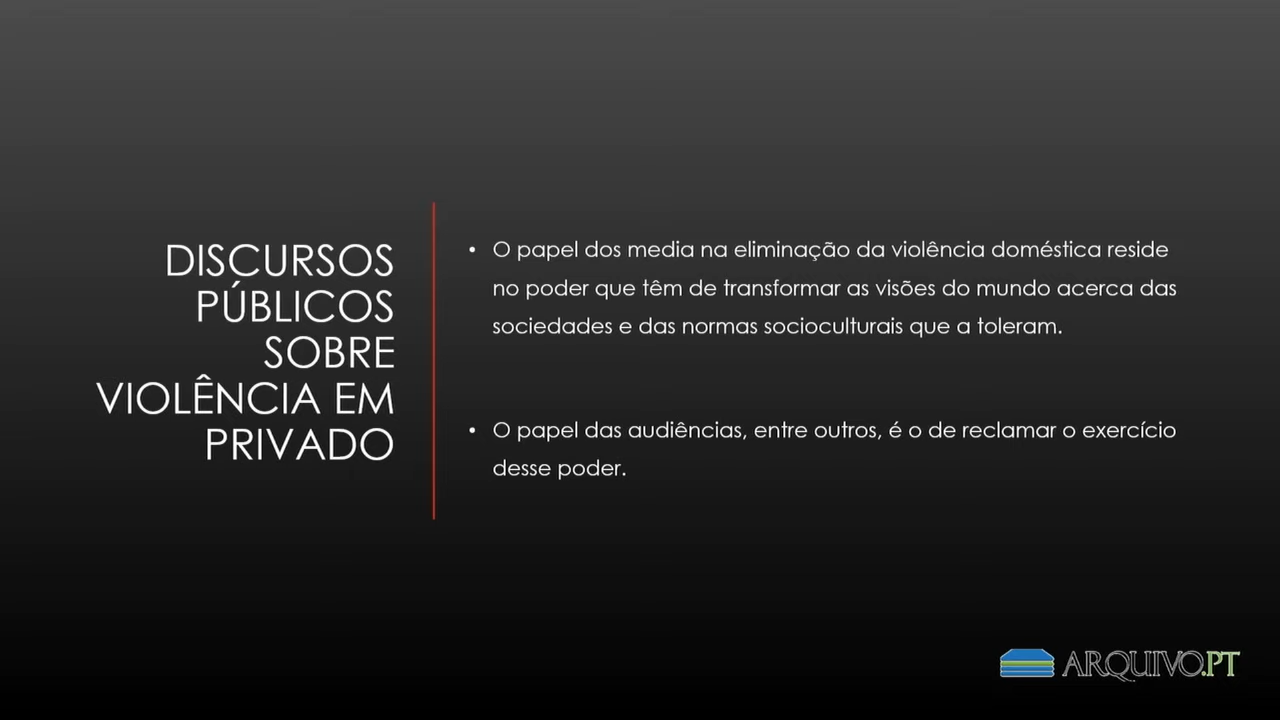 DISCURSOS
PÚBLICOS
SOBRE
VIOLÊNCIA EM
PRIVADO
• O papel dos media na eliminação da violência doméstica reside
no poder que têm de transformar as visões do mundo acerca das
sociedades e das normas socioculturais que a toleram.
• O papel das audiências, entre outros, é o de reclamar o exercício
desse poder.
ARQUIVO.PT